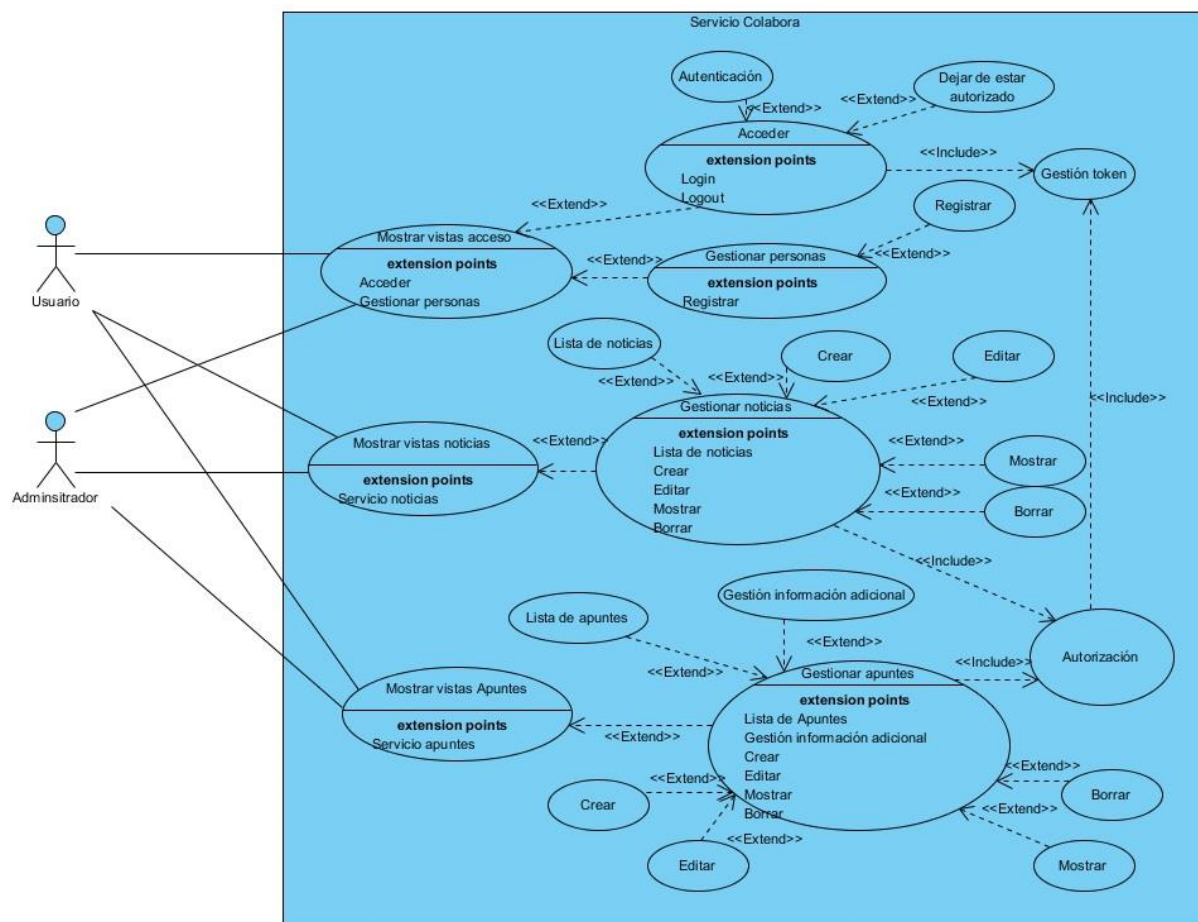 Servicio Colabora
Autenticación
Dejar de estar
autorizado
<<Extend>>
<<Extend>>
Acceder
extension points
Login
Logout
<<Include>>
Gestión token
<<Extend>>
Registrar
Usuario
Mostrar vistas acceso
extension points
Acceder
Gestionar personas
<<Extend>>
Gestionar personas
extension points
Registrar
<<Extend>>
Lista de noticias
Crear
Editar
<<Extend>>
<<Extend>>
<<Extend>>
<<Include>>
Adminsitrador
Mostrar vistas noticias
extension points
Servicio noticias
<<Extend>>
Gestionar noticias
extension points
Lista de noticias
Crear
Editar
Mostrar
Borrar
<<Extend>>
Mostrar
<<Extend>>
Borrar
<<Include>>
Gestión información adicional
Lista de apuntes
<<Extend>>
<<Extend>>
<<Include>>
Autorización
Mostrar vistas Apuntes
extension points
Servicio apuntes
<<Extend>>
Gestionar apuntes
extension points
Lista de Apuntes
Gestión información adicional
Crear
Editar
Mostrar
Borrar
<<Extend>>
Crear
<<Extend>>
Editar
<<Extend>>
Borrar
<<Extend>>
Mostrar